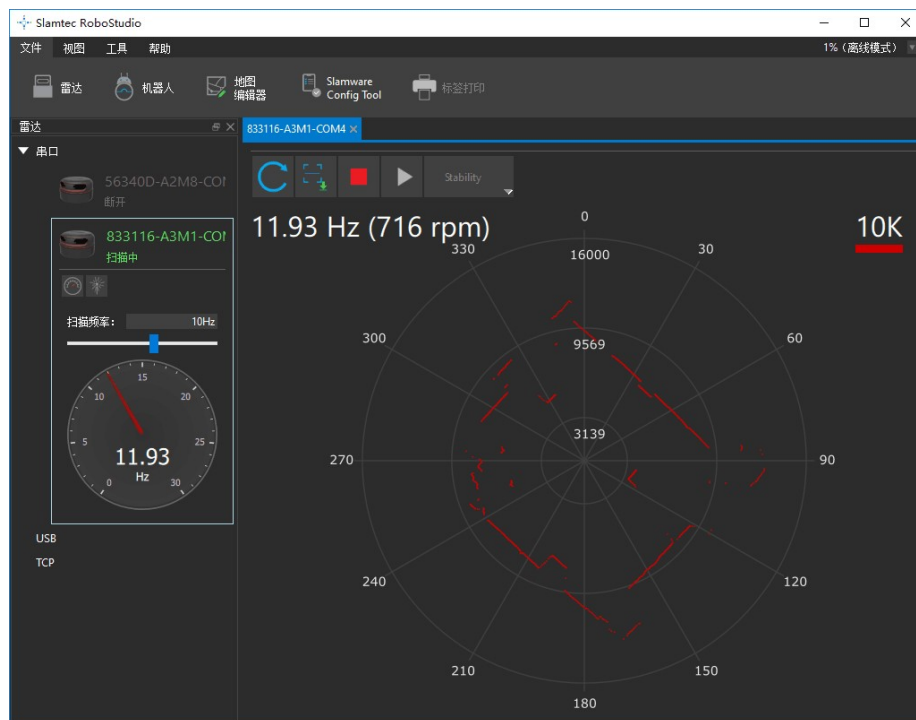 Slamtec RoboStudio
文件 视图 工具 帮助 1% (离线模式)
雷达 机器人 地图 编辑器 Slamware Config Tool 标签打印
雷达
833116-A3M1-COM4
串口
56340D-A2M8-COM
断开
833116-A3M1-COM
扫描中
扫描频率: 10Hz
0 5 10 15 20 25 30
11.93
Hz
USB
TCP
Stability
11.93 Hz (716 rpm)
10K
0
30
60
90
120
150
180
210
240
270
300
330
16000
9569
3139